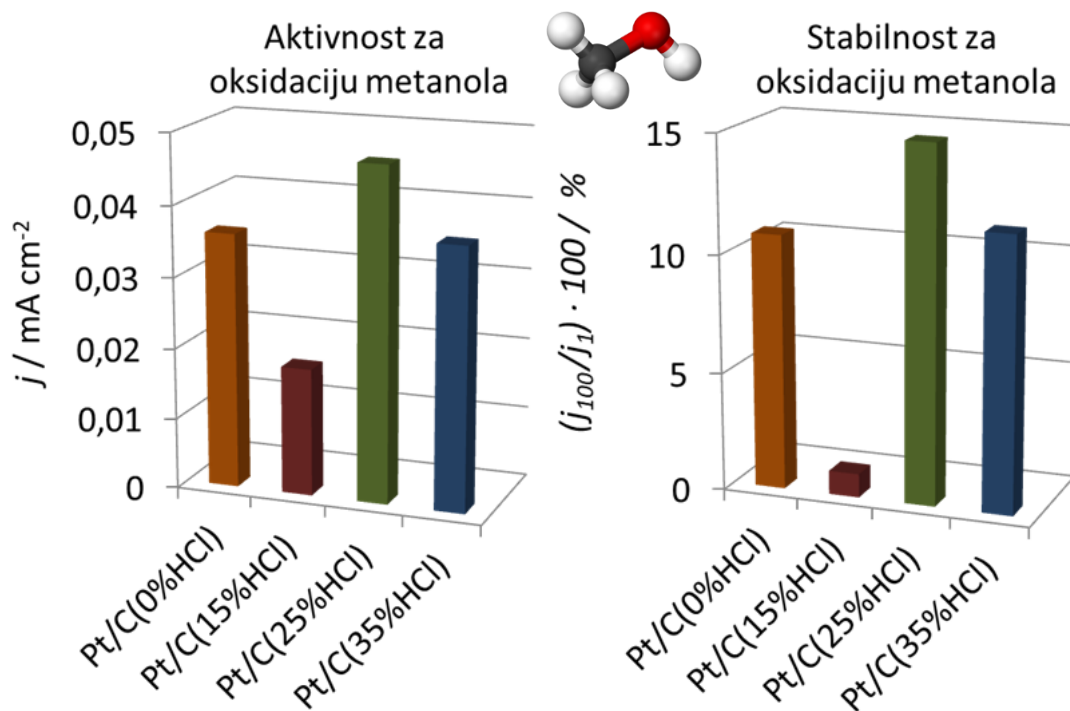 Aktivnost za
oksidaciju metanola
j / mA cm⁻²
0,05
0,04
0,03
0,02
0,01
0
Pt/C(0%HCl)
Pt/C(15%HCl)
Pt/C(25%HCl)
Pt/C(35%HCl)
Stabilnost za
oksidaciju metanola
(j₁₀₀/j₁) · 100 / %
15
10
5
0
Pt/C(0%HCl)
Pt/C(15%HCl)
Pt/C(25%HCl)
Pt/C(35%HCl)